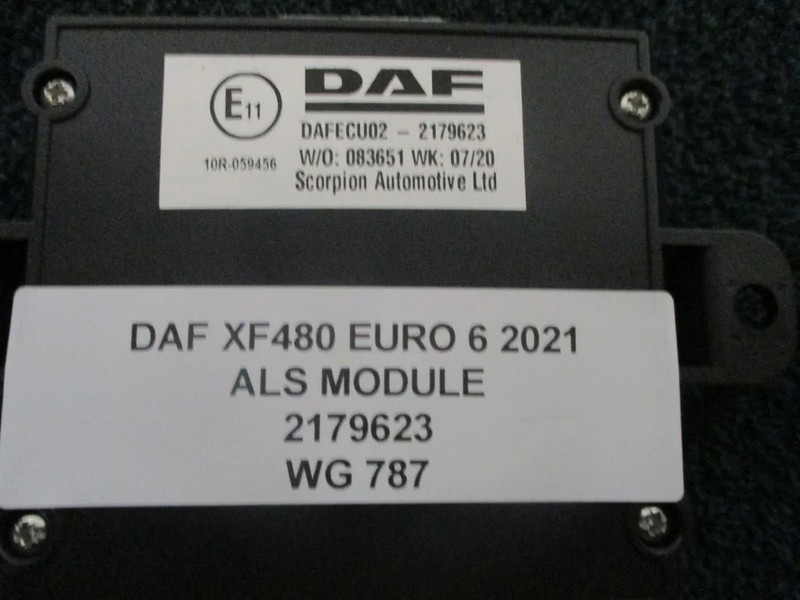 E11
DAF
DAFECU02 - 2179623
10R-059456
W/O: 083651 WK: 07/20
Scorpion Automotive Ltd
DAF XF480 EURO 6 2021
ALS MODULE
2179623
WG 787